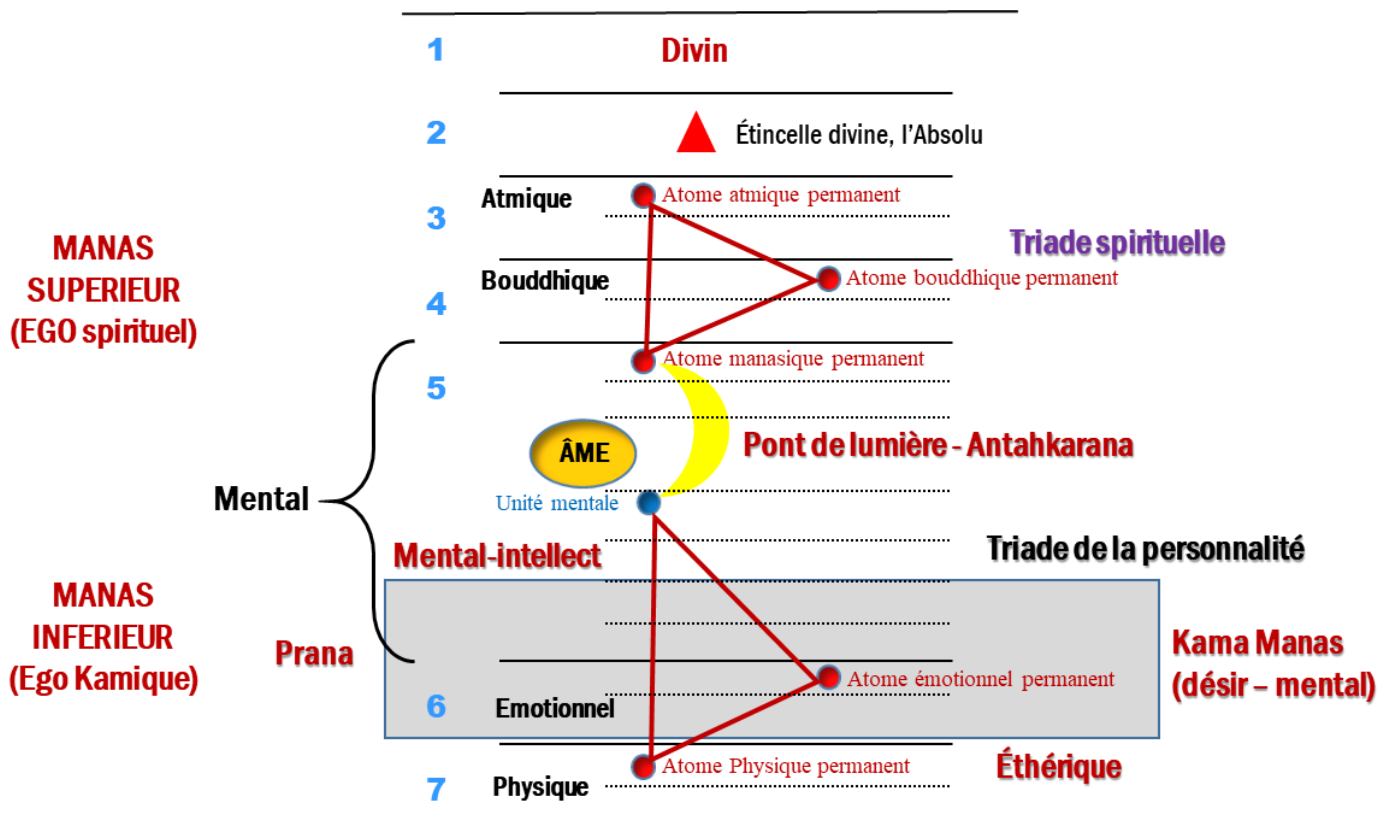 1
Divin
2
Étincelle divine, l'Absolu
Atmique
Atome atmique permanent
3
MANAS
SUPERIEUR
(EGO spirituel)
Triade spirituelle
Bouddhique
Atome bouddhique permanent
4
Atome manasique permanent
5
ÂME
Pont de lumière - Antahkarana
Mental
Unité mentale
Mental-intellect
Triade de la personnalité
MANAS
INFERIEUR
(Ego Kamique)
Prana
Kama Manas
(désir – mental)
Atome émotionnel permanent
6
Emotionnel
Atome Physique permanent
Éthérique
7
Physique